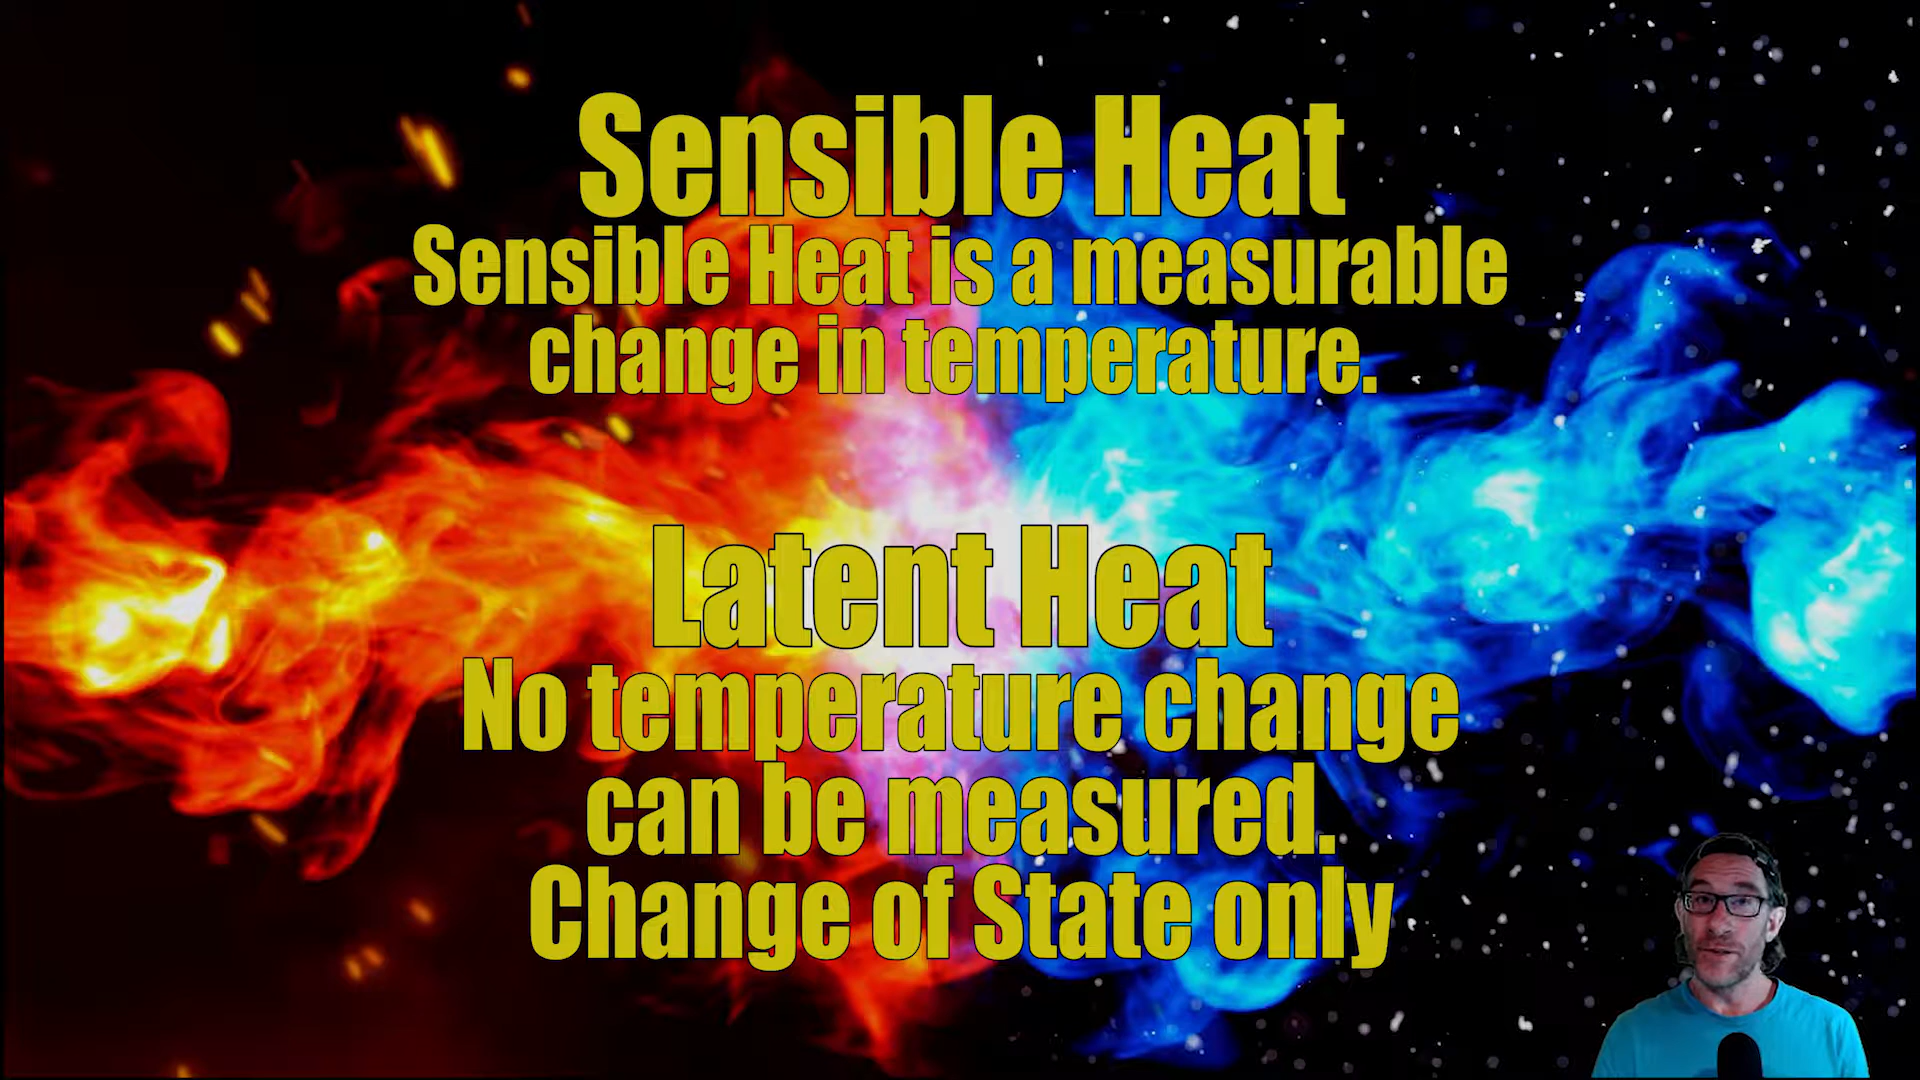 Sensible Heat
Sensible Heat is a measurable
change in temperature.
Latent Heat
No temperature change
can be measured.
Change of State only